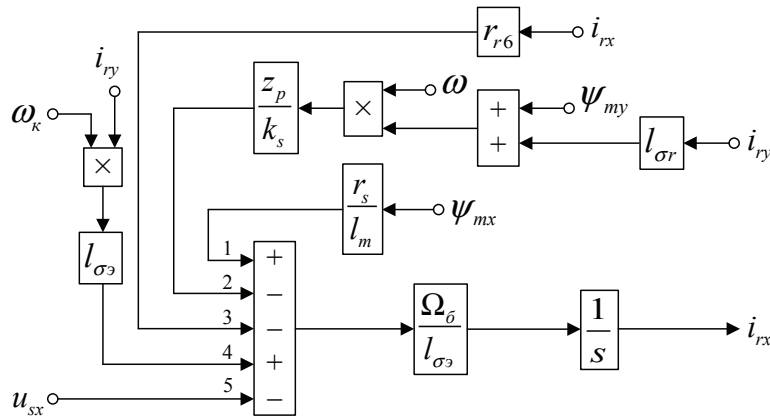 r_{r6} i_{rx}
i_{ry} z_p / k_s × ω + + ψ_{my}
ω_к × l_{σr} i_{ry}
r_s / l_m ψ_{mx}
l_{σэ} 1 +
2 − Ω_б / l_{σэ} 1 / s i_{rx}
3 −
4 +
u_{sx} 5 −